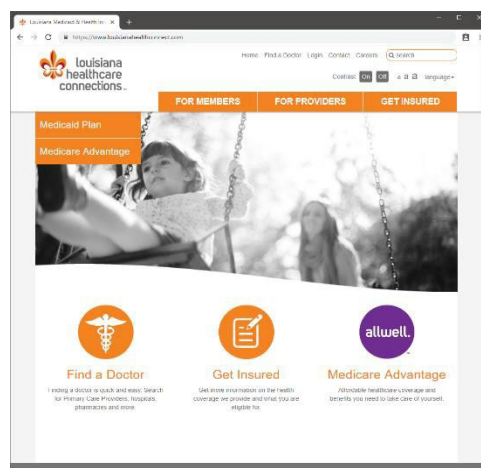 Louisiana Medicaid & Health In
https://www.louisianahealthconnect.com
Home Find a Doctor Login Contact Careers Search
louisiana
healthcare
connections
Contrast On Off a a a language
FOR MEMBERS FOR PROVIDERS GET INSURED
Medicaid Plan
Medicare Advantage
allwell.
Find a Doctor Get Insured Medicare Advantage
Finding a doctor is quick and easy. Search
for Primary Care Providers, hospitals,
pharmacies and more.
Get more information on the health
coverage we provide and what you are
eligible for.
Affordable healthcare coverage and
benefits you need to take care of yourself.